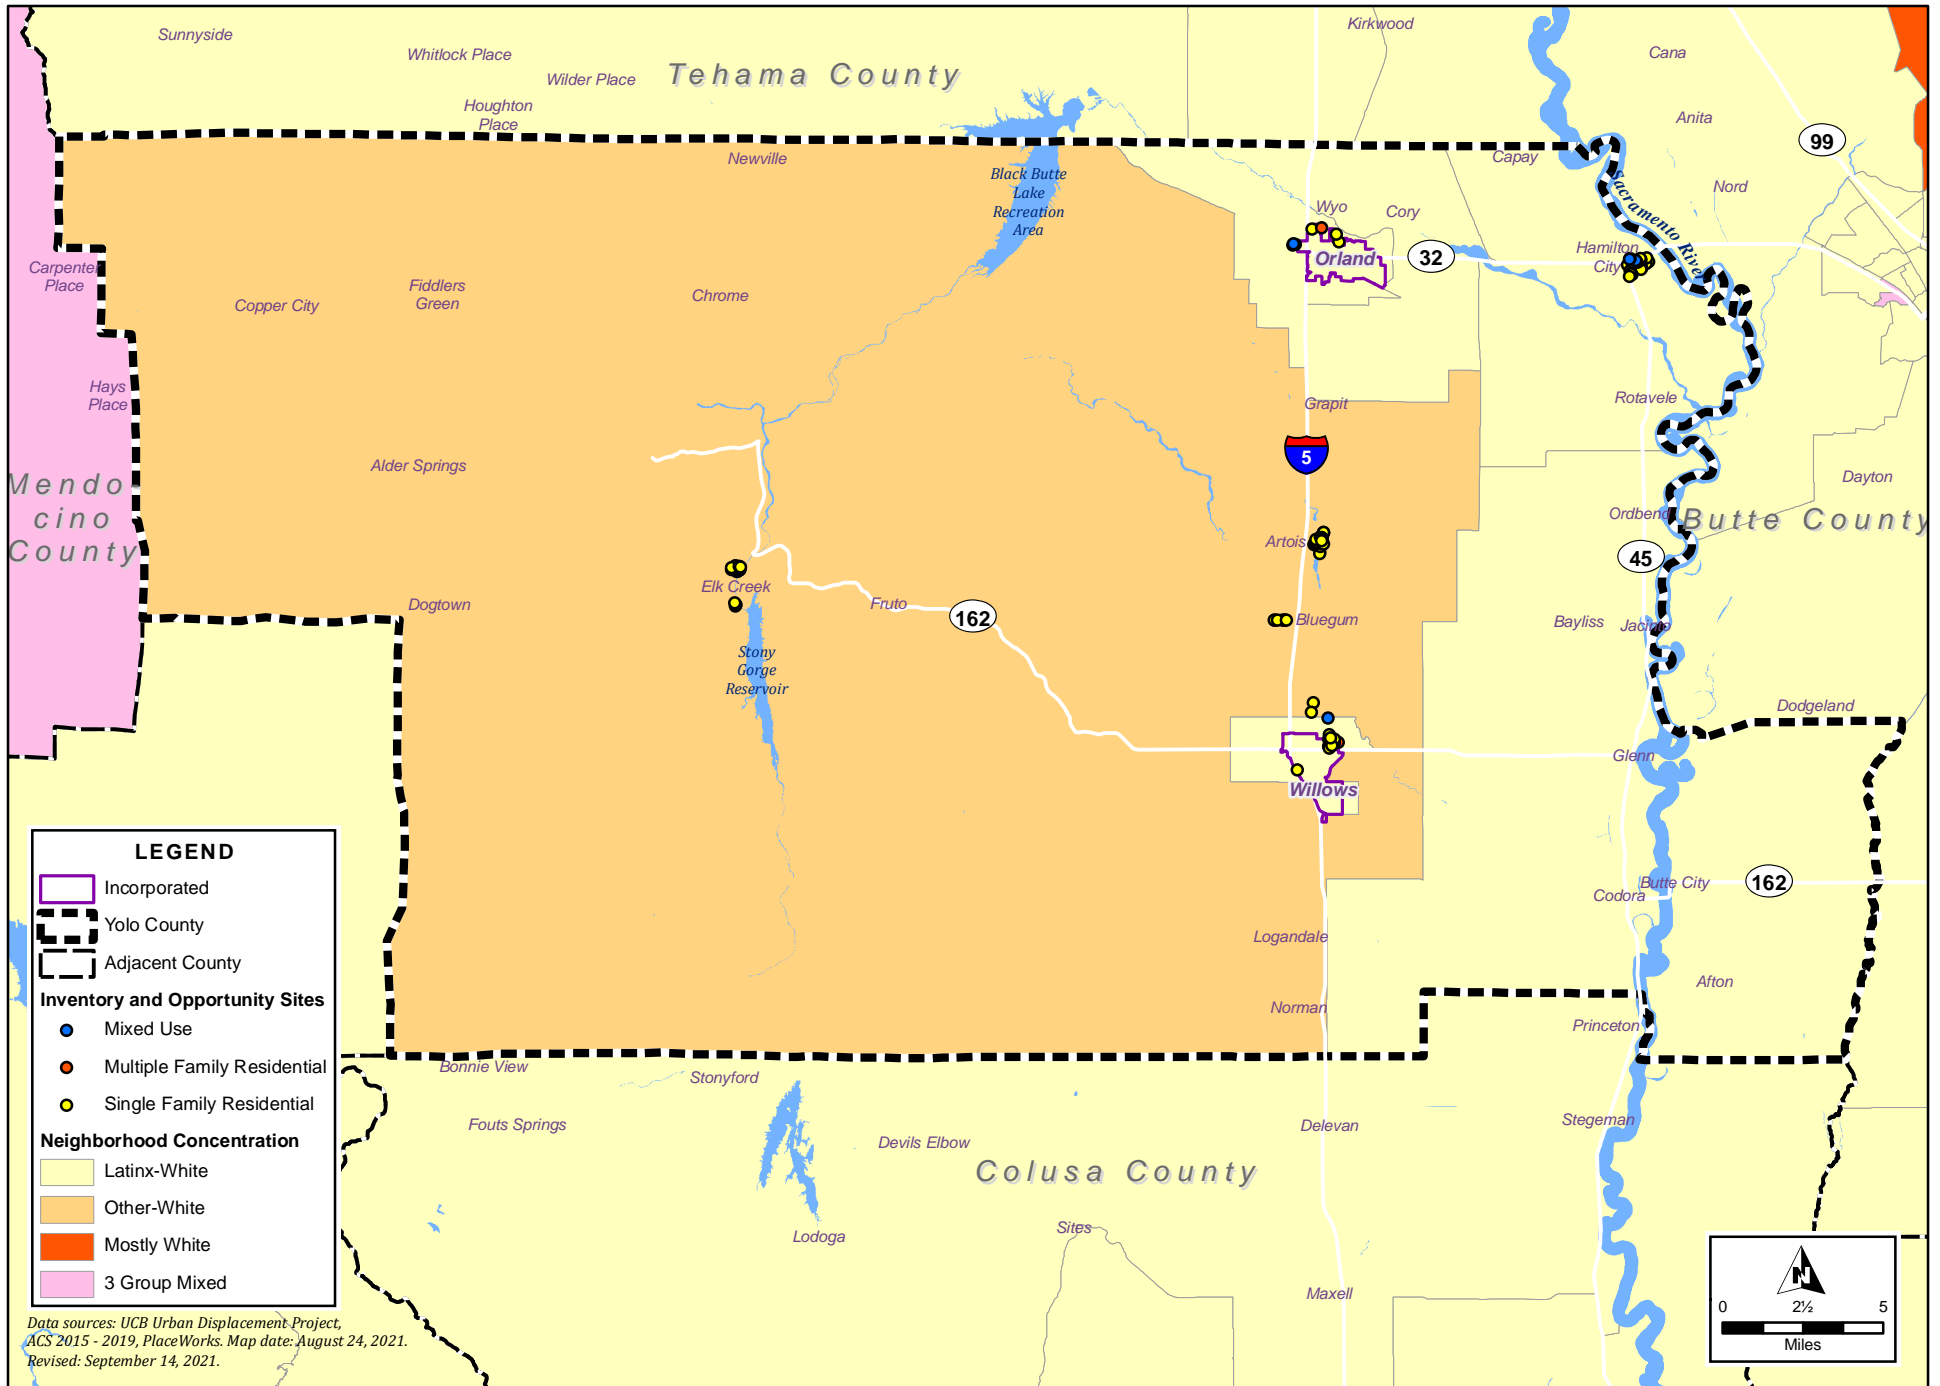 Sunnyside
Whitlock Place
Wilder Place
Houghton
Place
Tehama County
Kirkwood
Cana
Anita
99
Nord
Newville
Capay
Black Butte
Lake
Recreation
Area
Wyo
Cory
Sacramento River
Hamilton
City
Orland
32
Carpenter
Place
Copper City
Fiddlers
Green
Chrome
Hays
Place
Grapit
Rotavele
5
Alder Springs
Dayton
Mendo-
cino
County
Ordbend
Butte County
Artois
45
Elk Creek
Dogtown
Fruto
162
Bluegum
Bayliss
Jacinto
Stony
Gorge
Reservoir
Dodgeland
Glenn
Willows
Codora
Butte City
162
Logandale
Afton
Norman
Princeton
Bonnie View
Stonyford
Fouts Springs
Devils Elbow
Delevan
Stegeman
Colusa County
Lodoga
Sites
Maxell
LEGEND
Incorporated
Yolo County
Adjacent County
Inventory and Opportunity Sites
Mixed Use
Multiple Family Residential
Single Family Residential
Neighborhood Concentration
Latinx-White
Other-White
Mostly White
3 Group Mixed
Data sources: UCB Urban Displacement Project,
ACS 2015 - 2019, PlaceWorks. Map date: August 24, 2021.
Revised: September 14, 2021.
N
0 2½ 5
Miles